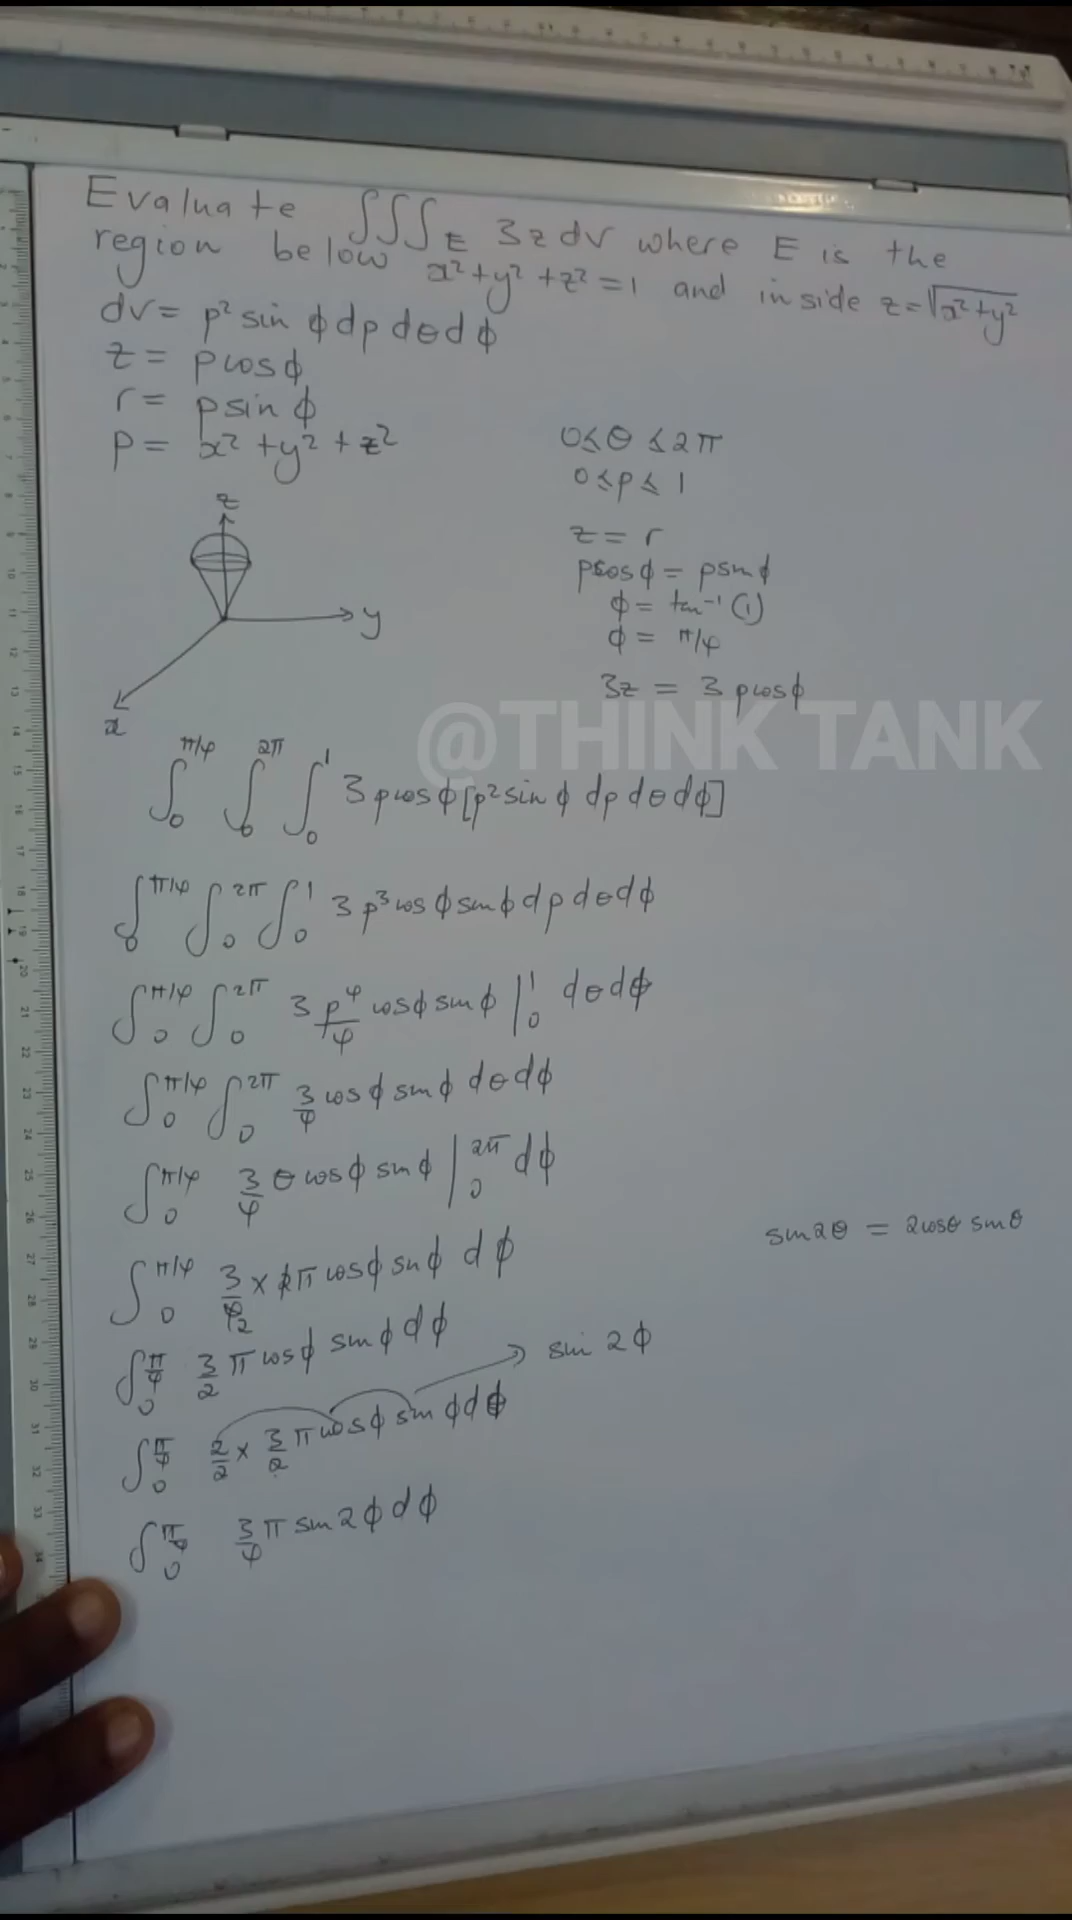 Evaluate ∫∫∫_E 3z dv where E is the
region below x² + y² + z² = 1 and inside z = √(x² + y²)
dv = p² sin ϕ dp dθ dϕ
z = p cos ϕ
r = p sin ϕ
p = x² + y² + z²
0 ≤ θ ≤ 2π
0 ≤ p ≤ 1
z = r
p cos ϕ = p sin ϕ
ϕ = tan⁻¹ (1)
ϕ = π/4
3z = 3 p cos ϕ
z
y
x
@THINK TANK
∫₀^π/4 ∫₀^2π ∫₀^1 3 p cos ϕ [p² sin ϕ dp dθ dϕ]
∫₀^π/4 ∫₀^2π ∫₀^1 3 p³ cos ϕ sin ϕ dp dθ dϕ
∫₀^π/4 ∫₀^2π 3 p⁴/4 cos ϕ sin ϕ |₀^1 dθ dϕ
∫₀^π/4 ∫₀^2π 3/4 cos ϕ sin ϕ dθ dϕ
∫₀^π/4 3/4 θ cos ϕ sin ϕ |₀^2π dϕ
sin 2θ = 2 cos θ sin θ
∫₀^π/4 3/4 2 × 2π cos ϕ sin ϕ dϕ
∫₀^π/4 3/2 π cos ϕ sin ϕ dϕ
sin 2ϕ
∫₀^π/4 2/2 × 3/2 π cos ϕ sin ϕ dϕ
∫₀^π/4 3/4 π sin 2ϕ dϕ